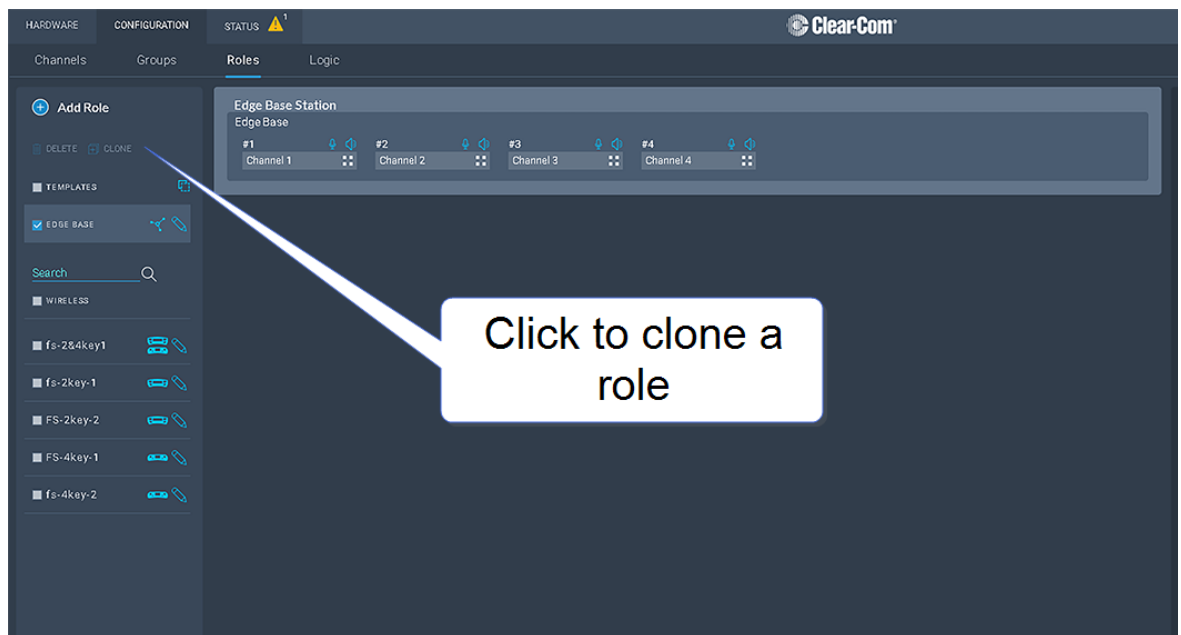 HARDWARE CONFIGURATION STATUS 1 Clear-Com
Channels Groups Roles Logic
Add Role
DELETE CLONE
TEMPLATES
EDGE BASE
Search
WIRELESS
fs-2&4key1
fs-2key-1
FS-2key-2
FS-4key-1
fs-4key-2
Edge Base Station
Edge Base
#1 #2 #3 #4
Channel 1 Channel 2 Channel 3 Channel 4
Click to clone a
role